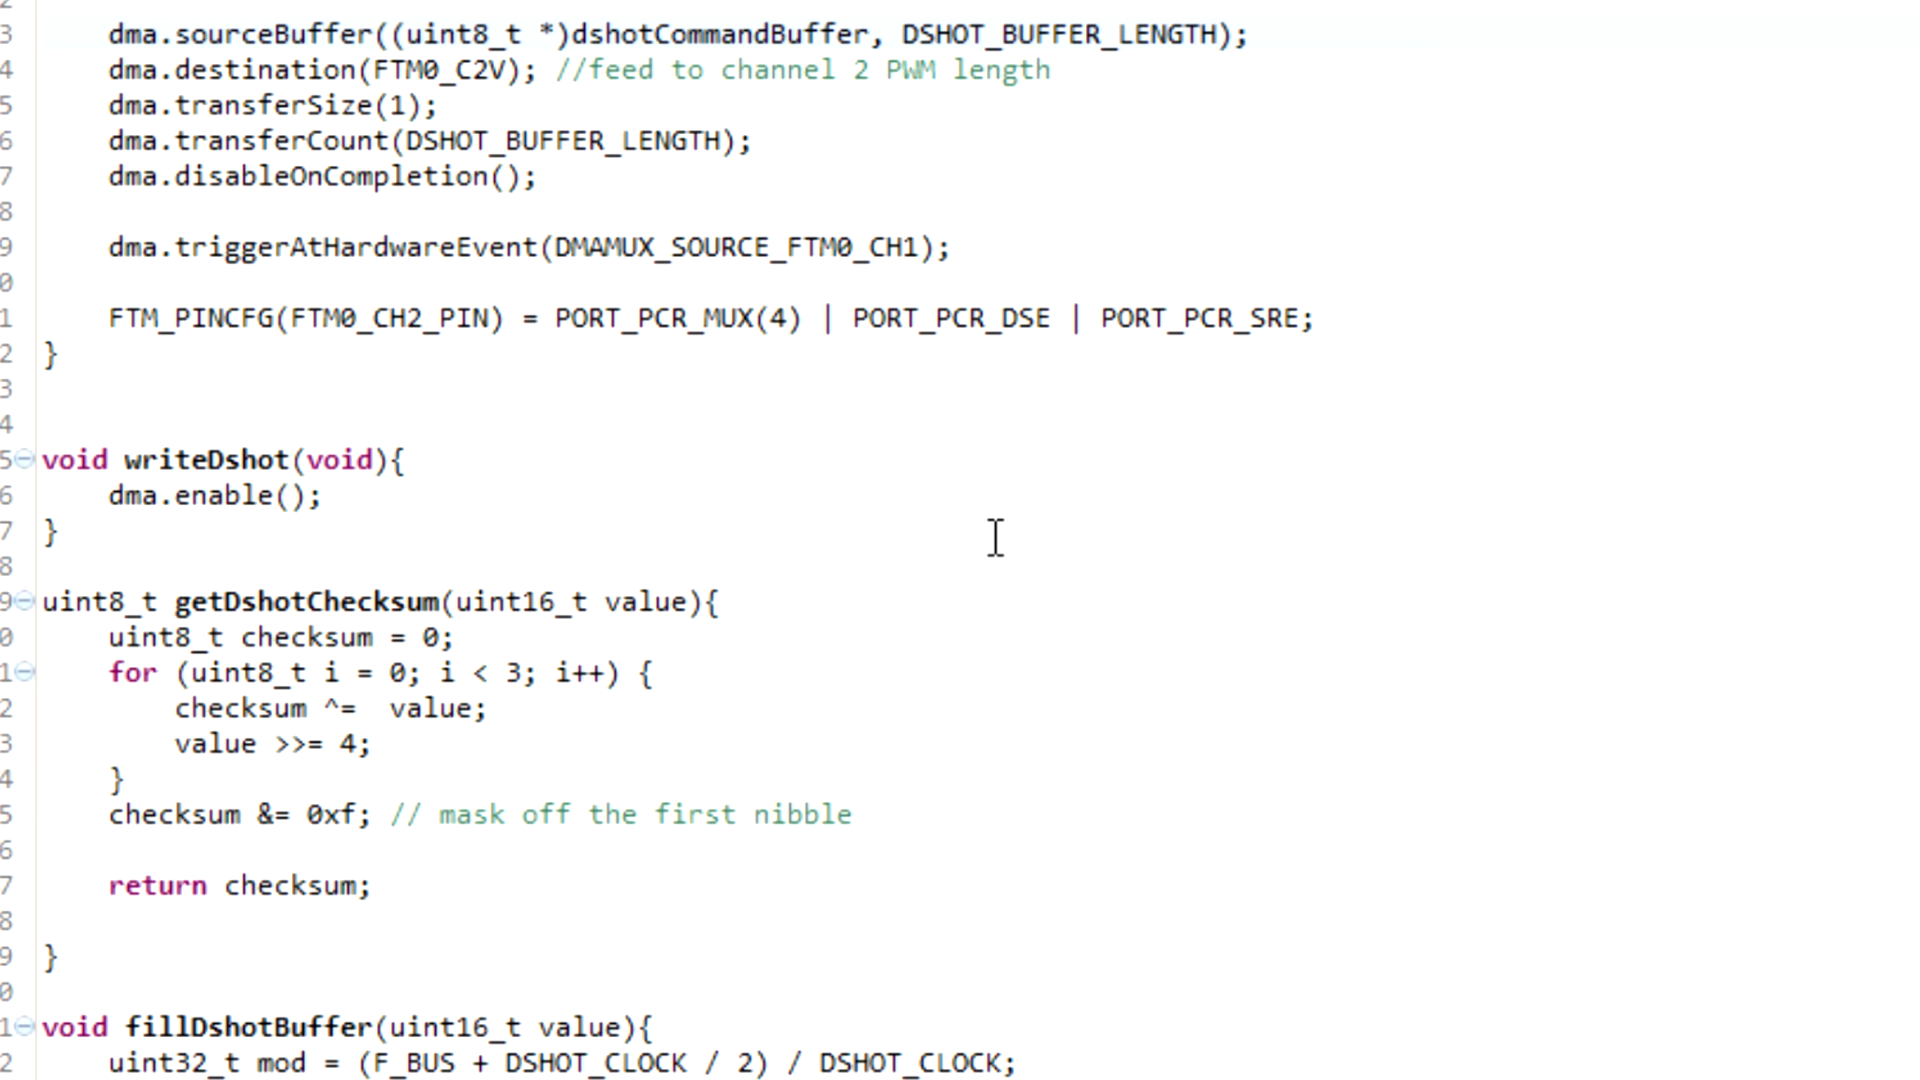 3 dma.sourceBuffer((uint8_t *)dshotCommandBuffer, DSHOT_BUFFER_LENGTH);
4 dma.destination(FTM0_C2V); //feed to channel 2 PWM length
5 dma.transferSize(1);
6 dma.transferCount(DSHOT_BUFFER_LENGTH);
7 dma.disableOnCompletion();
8
9 dma.triggerAtHardwareEvent(DMAMUX_SOURCE_FTM0_CH1);
0
1 FTM_PINCFG(FTM0_CH2_PIN) = PORT_PCR_MUX(4) | PORT_PCR_DSE | PORT_PCR_SRE;
2 }
3
4
5 void writeDshot(void){
6 dma.enable();
7 }
8
9 uint8_t getDshotChecksum(uint16_t value){
0 uint8_t checksum = 0;
1 for (uint8_t i = 0; i < 3; i++) {
2 checksum ^=  value;
3 value >>= 4;
4 }
5 checksum &= 0xf; // mask off the first nibble
6
7 return checksum;
8
9 }
0
1 void fillDshotBuffer(uint16_t value){
2 uint32_t mod = (F_BUS + DSHOT_CLOCK / 2) / DSHOT_CLOCK;